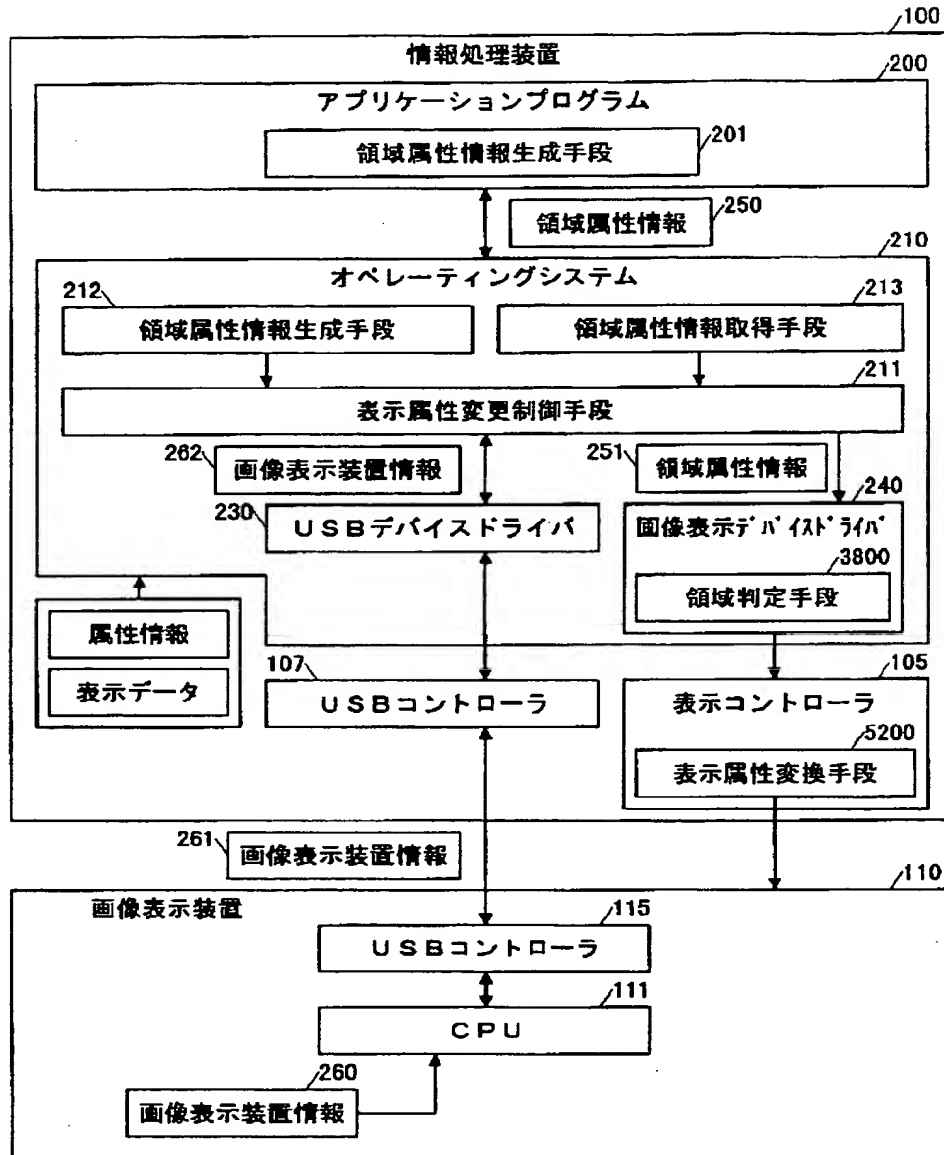 100
情報処理装置
200
アプリケーションプログラム
201
領域属性情報生成手段
250
領域属性情報
210
オペレーティングシステム
212
領域属性情報生成手段
213
領域属性情報取得手段
211
表示属性変更制御手段
262
画像表示装置情報
251
領域属性情報
230
USBデバイスドライバ
240
画像表示ﾃﾞﾊﾞｲｽﾄﾞﾗｲﾊﾞ
3800
領域判定手段
属性情報
表示データ
107
USBコントローラ
105
表示コントローラ
5200
表示属性変換手段
261
画像表示装置情報
110
画像表示装置
115
USBコントローラ
111
CPU
260
画像表示装置情報